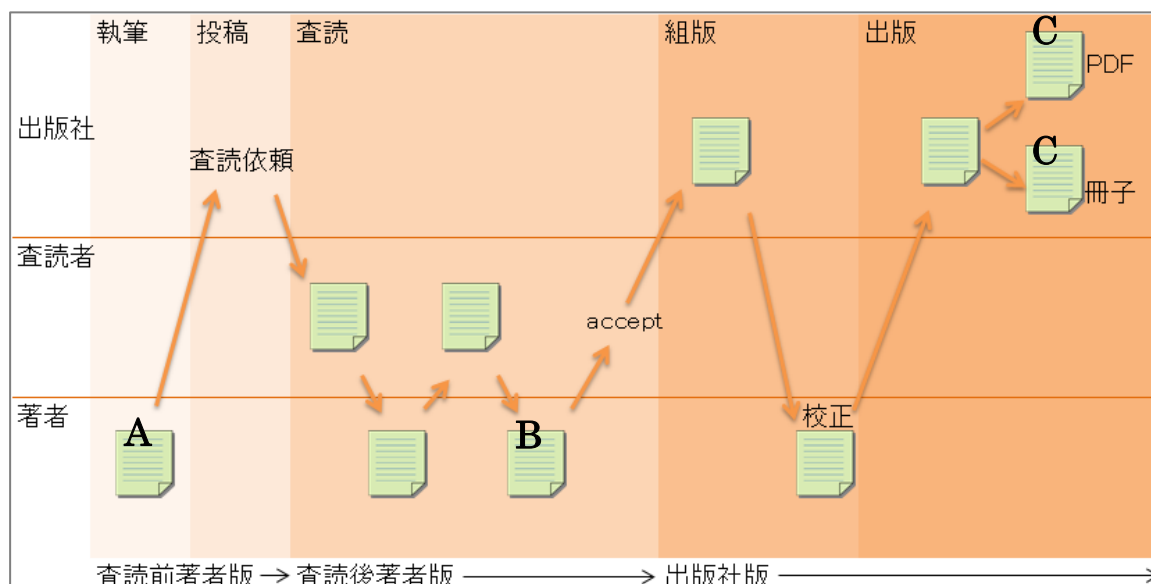 執筆 投稿 査読 組版 出版
C
PDF
出版社
査読依頼
C
冊子
査読者
accept
著者
校正
A
B
査読前著者版 → 査読後著者版 → 出版社版 →